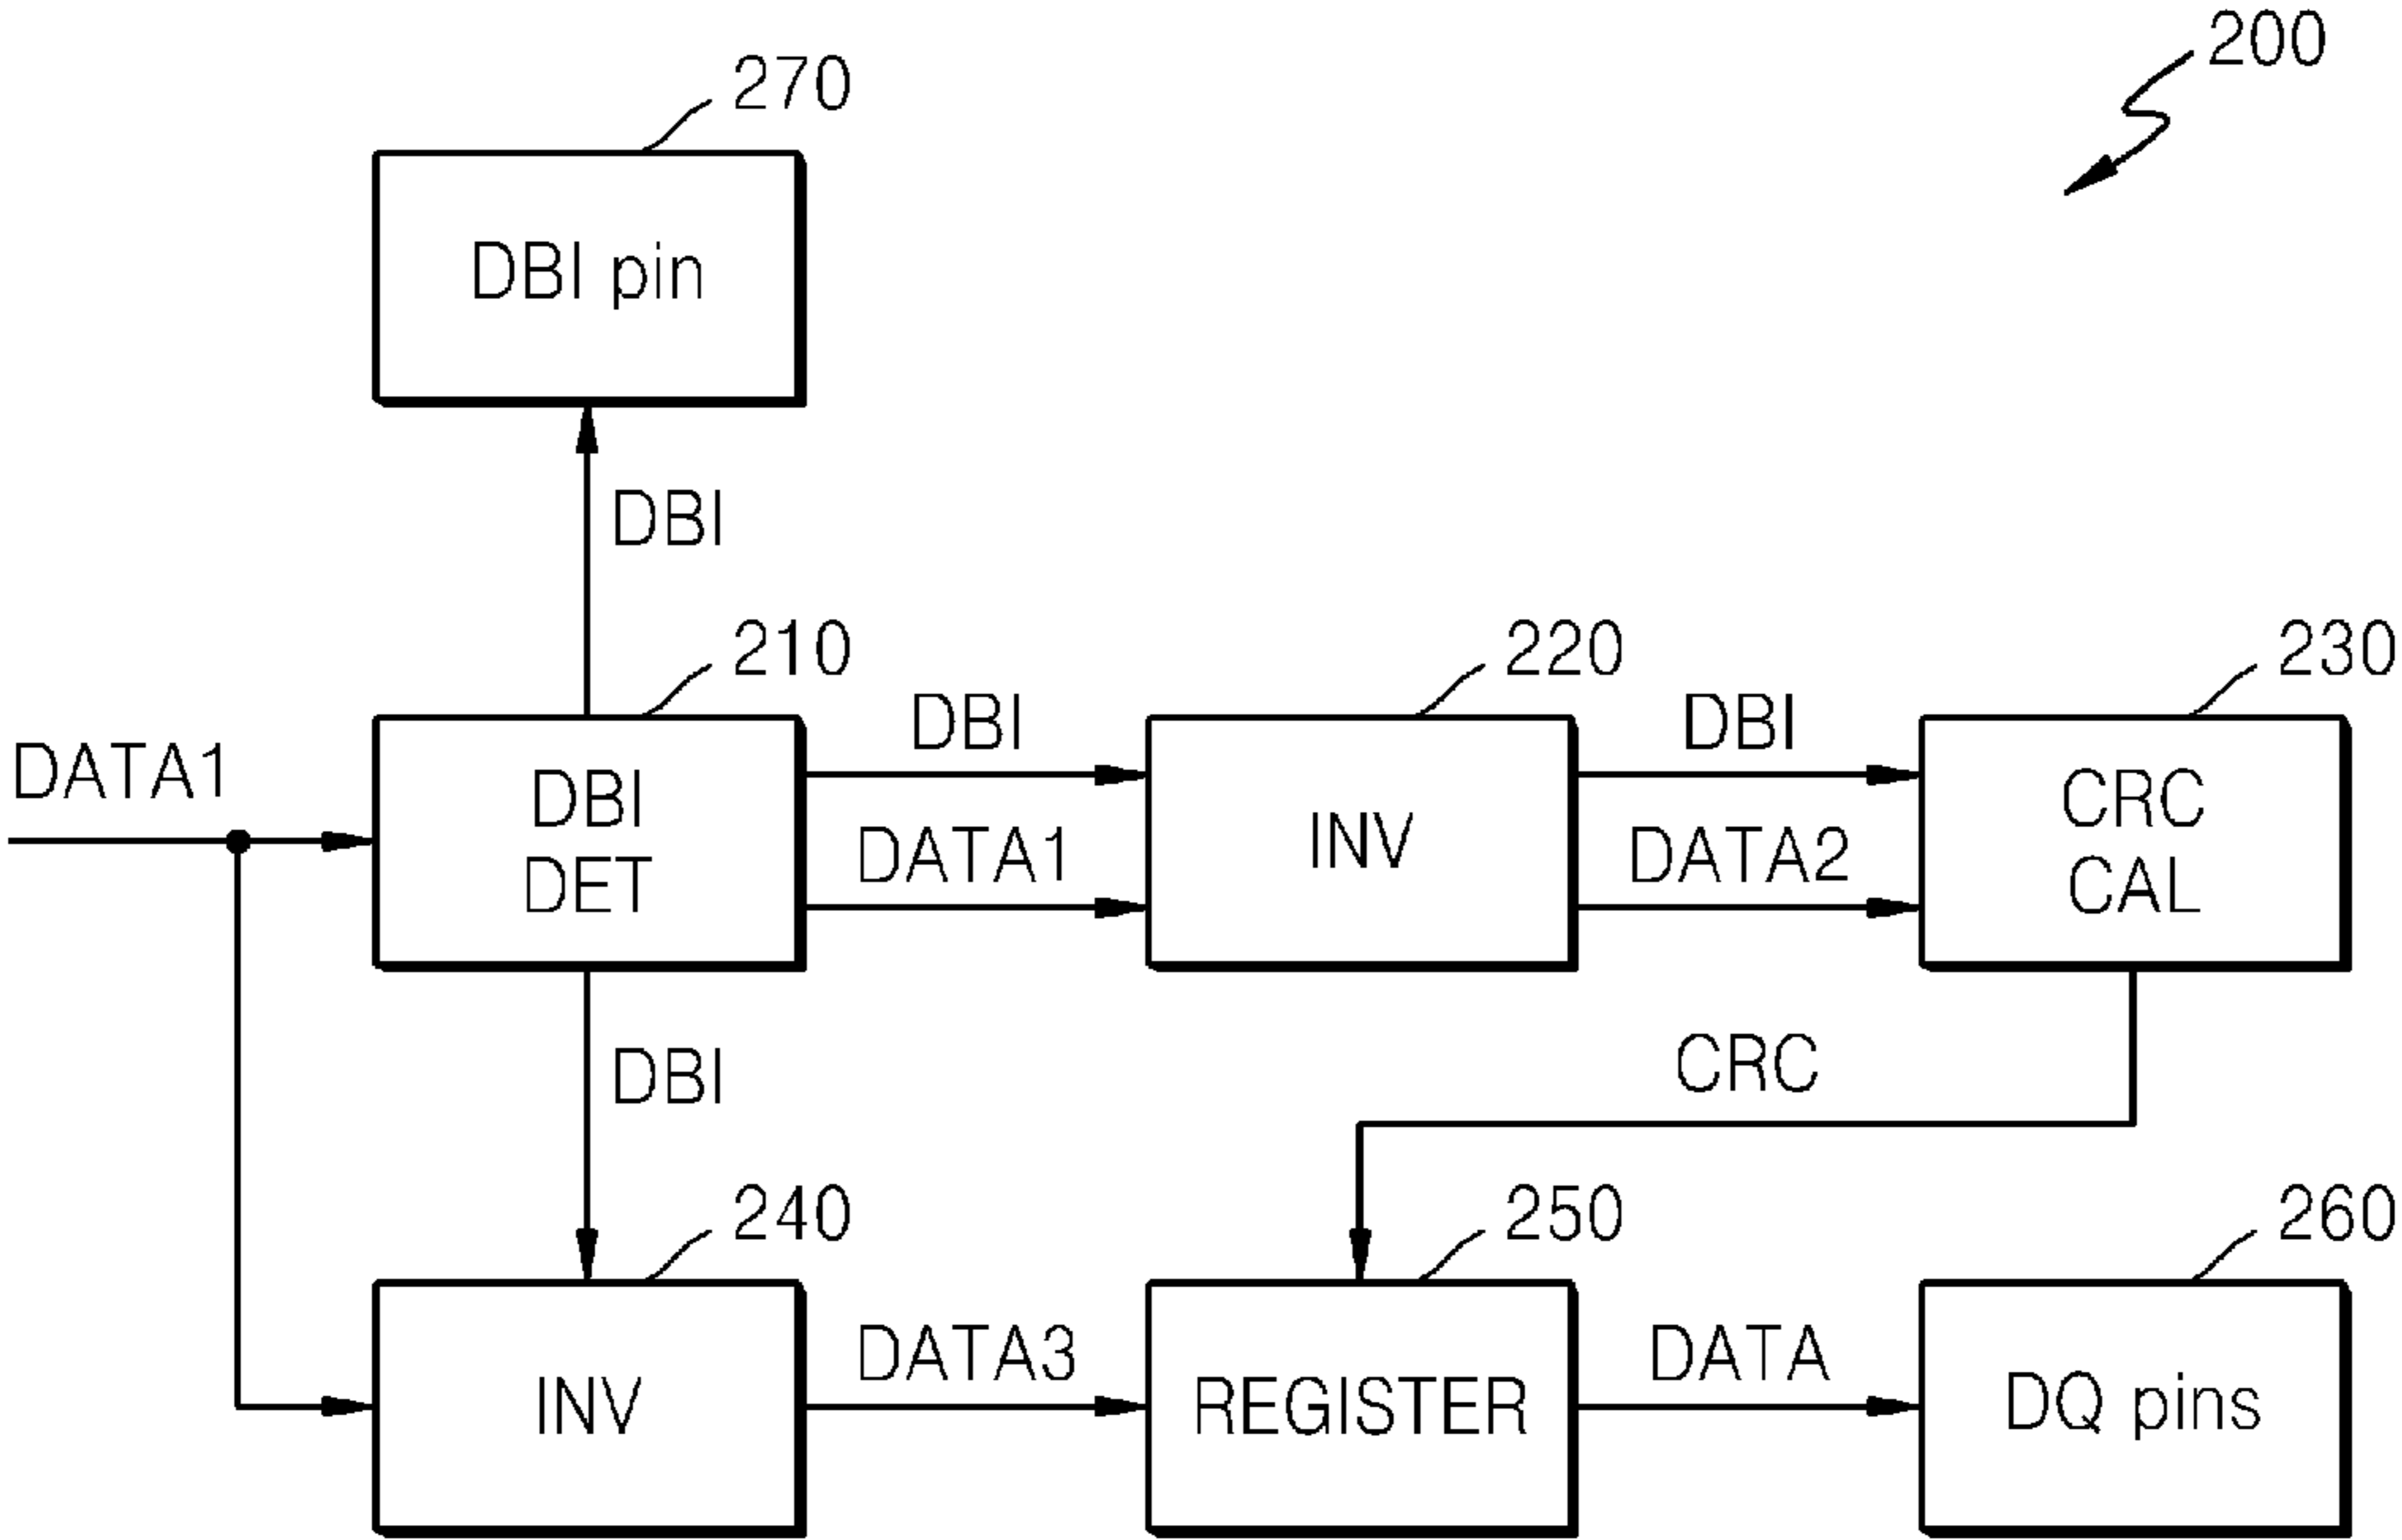 200
270
DBI pin
DBI
210
220
230
DBI
DBI
DATA1
DBI
DET
DATA1
INV
DATA2
CRC
CAL
DBI
CRC
240
250
260
DATA3
DATA
INV
REGISTER
DQ pins